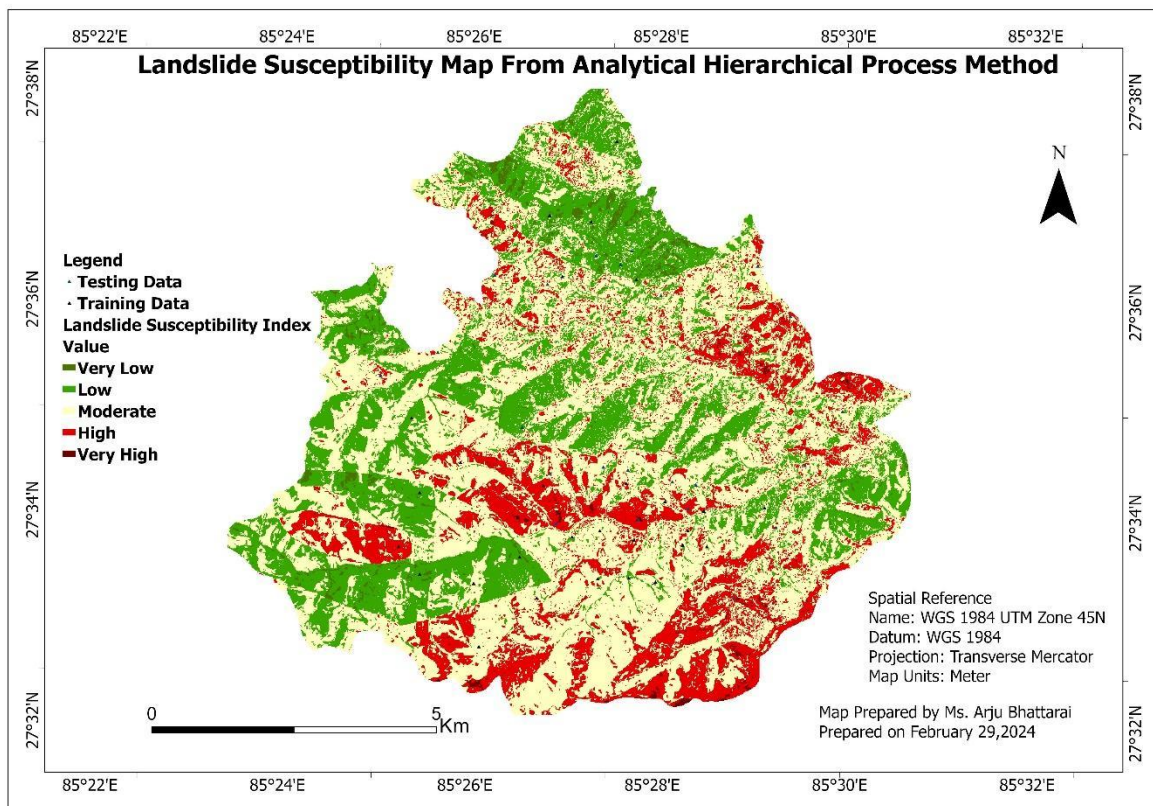 85°22'E 85°24'E 85°26'E 85°28'E 85°30'E 85°32'E
Landslide Susceptibility Map From Analytical Hierarchical Process Method
27°38'N
27°38'N
N
Legend
Testing Data
Training Data
Landslide Susceptibility Index
Value
Very Low
Low
Moderate
High
Very High
27°36'N
27°36'N
27°34'N
27°34'N
Spatial Reference
Name: WGS 1984 UTM Zone 45N
Datum: WGS 1984
Projection: Transverse Mercator
Map Units: Meter
0 5
Km
Map Prepared by Ms. Arju Bhattarai
Prepared on February 29,2024
27°32'N
27°32'N
85°22'E 85°24'E 85°26'E 85°28'E 85°30'E 85°32'E